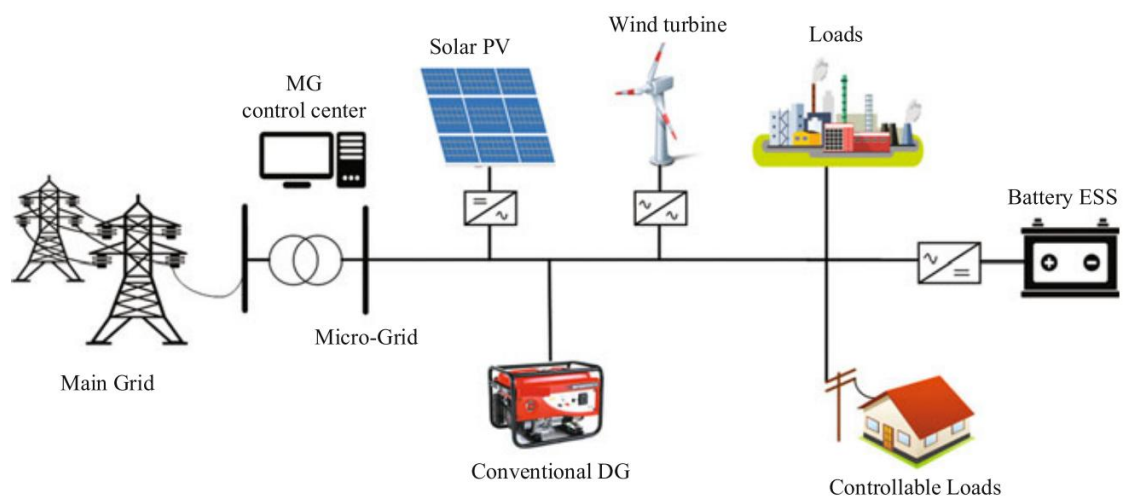 Solar PV
Wind turbine
Loads
MG
control center
Battery ESS
Micro-Grid
Main Grid
Conventional DG
Controllable Loads